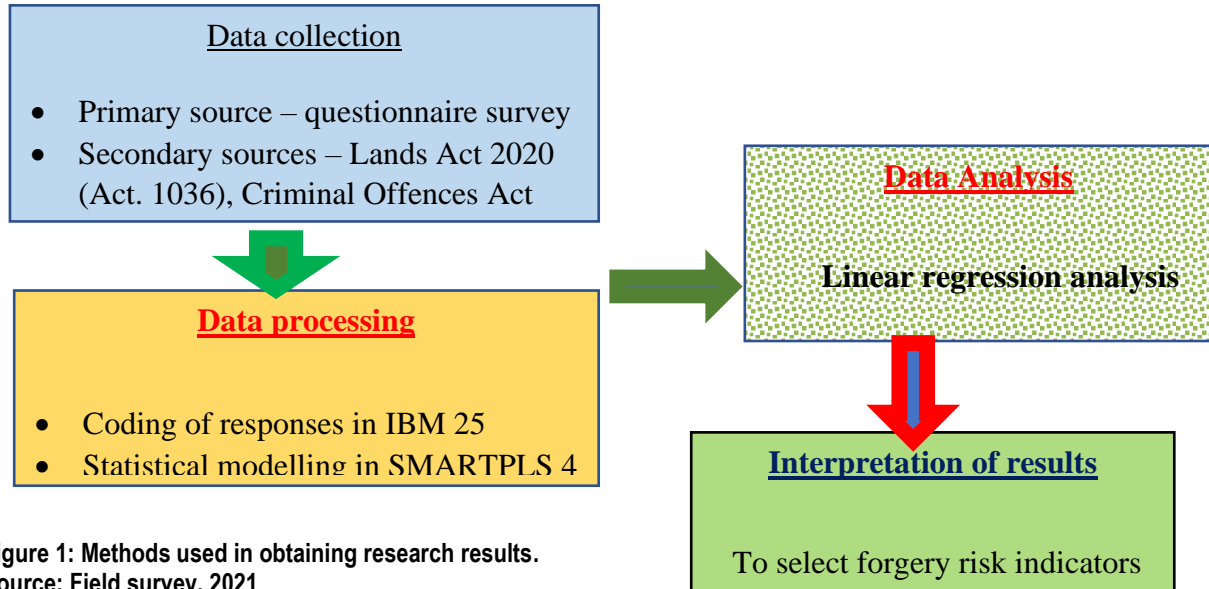 Data collection
• Primary source – questionnaire survey
• Secondary sources – Lands Act 2020
(Act. 1036), Criminal Offences Act
Data processing
• Coding of responses in IBM 25
• Statistical modelling in SMARTPLS 4
Data Analysis
Linear regression analysis
Interpretation of results
To select forgery risk indicators
igure 1: Methods used in obtaining research results.
ource: Field survey, 2021